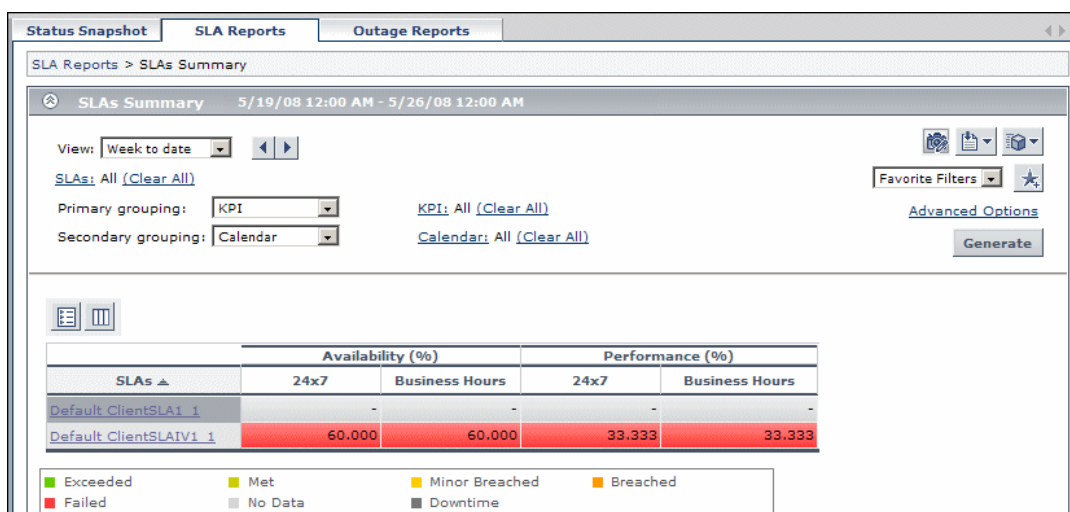 Status Snapshot SLA Reports Outage Reports
SLA Reports > SLAs Summary
SLAs Summary 5/19/08 12:00 AM - 5/26/08 12:00 AM
View: Week to date
SLAs: All (Clear All)
Favorite Filters
Primary grouping: KPI KPI: All (Clear All)
Advanced Options
Secondary grouping: Calendar Calendar: All (Clear All)
Generate
Availability (%) Performance (%)
SLAs 24x7 Business Hours 24x7 Business Hours
Default ClientSLA1_1 - - - -
Default ClientSLAIV1_1 60.000 60.000 33.333 33.333
Exceeded Met Minor Breached Breached
Failed No Data Downtime